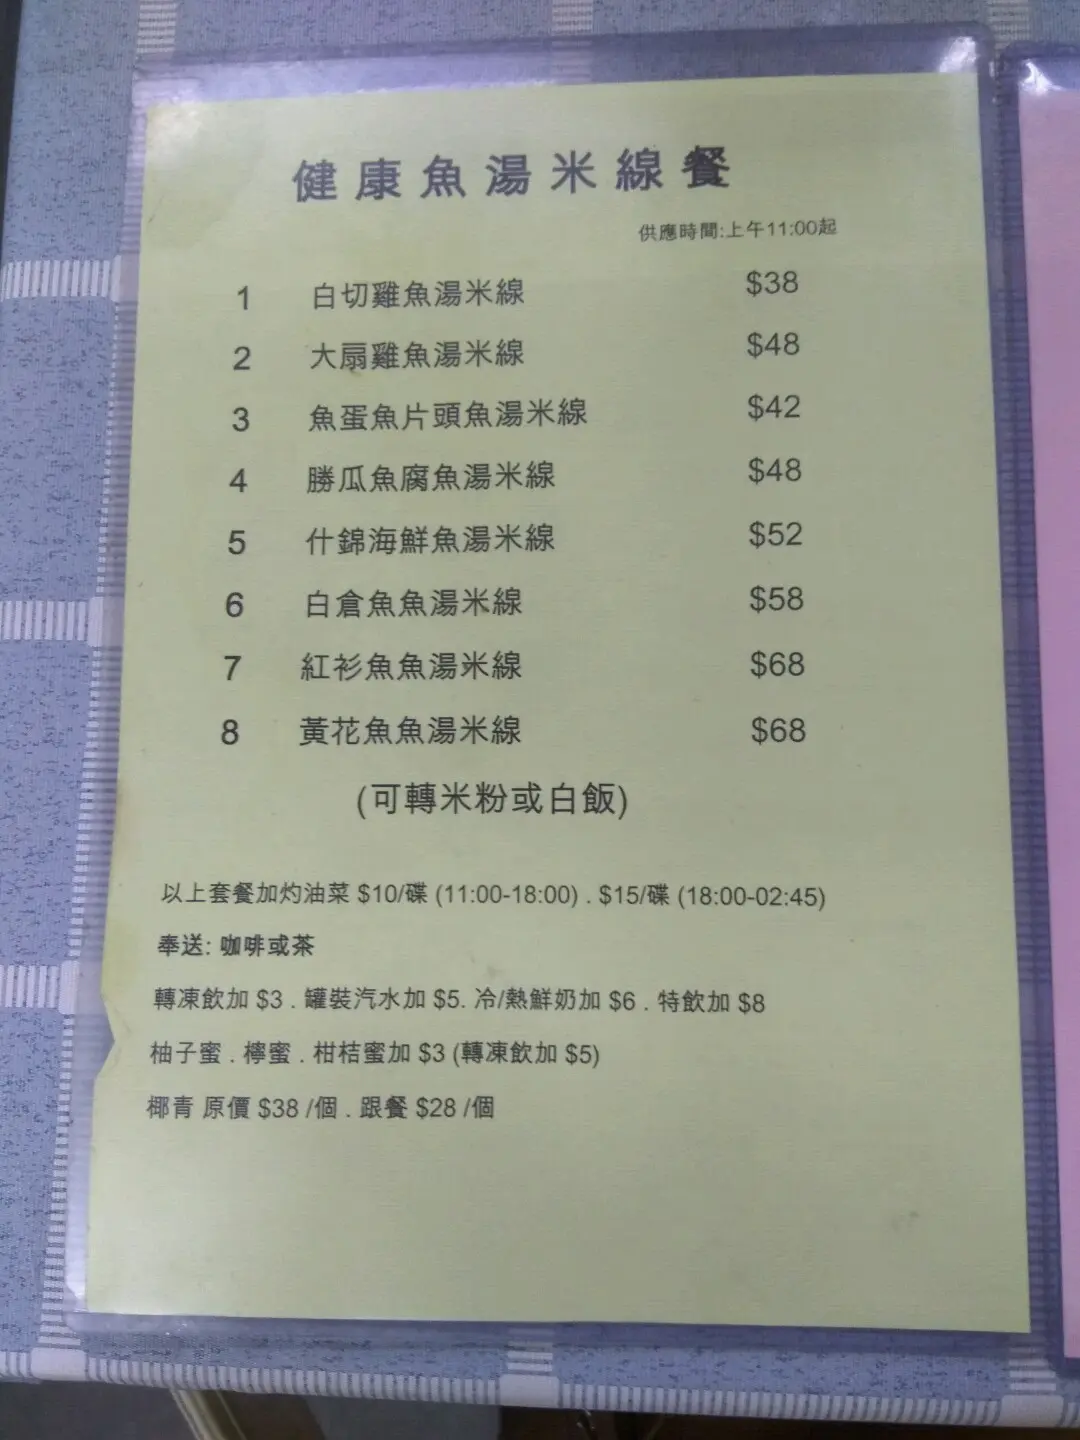 健康魚湯米線餐
供應時間:上午11:00起
1 白切雞魚湯米線 $38
2 大扇雞魚湯米線 $48
3 魚蛋魚片頭魚湯米線 $42
4 勝瓜魚腐魚湯米線 $48
5 什錦海鮮魚湯米線 $52
6 白倉魚魚湯米線 $58
7 紅衫魚魚湯米線 $68
8 黃花魚魚湯米線 $68
(可轉米粉或白飯)
以上套餐加灼油菜 $10/碟 (11:00-18:00) . $15/碟 (18:00-02:45)
奉送: 咖啡或茶
轉凍飲加 $3 . 罐裝汽水加 $5. 冷/熱鮮奶加 $6 . 特飲加 $8
柚子蜜 . 檸蜜 . 柑桔蜜加 $3 (轉凍飲加 $5)
椰青 原價 $38 /個 . 跟餐 $28 /個